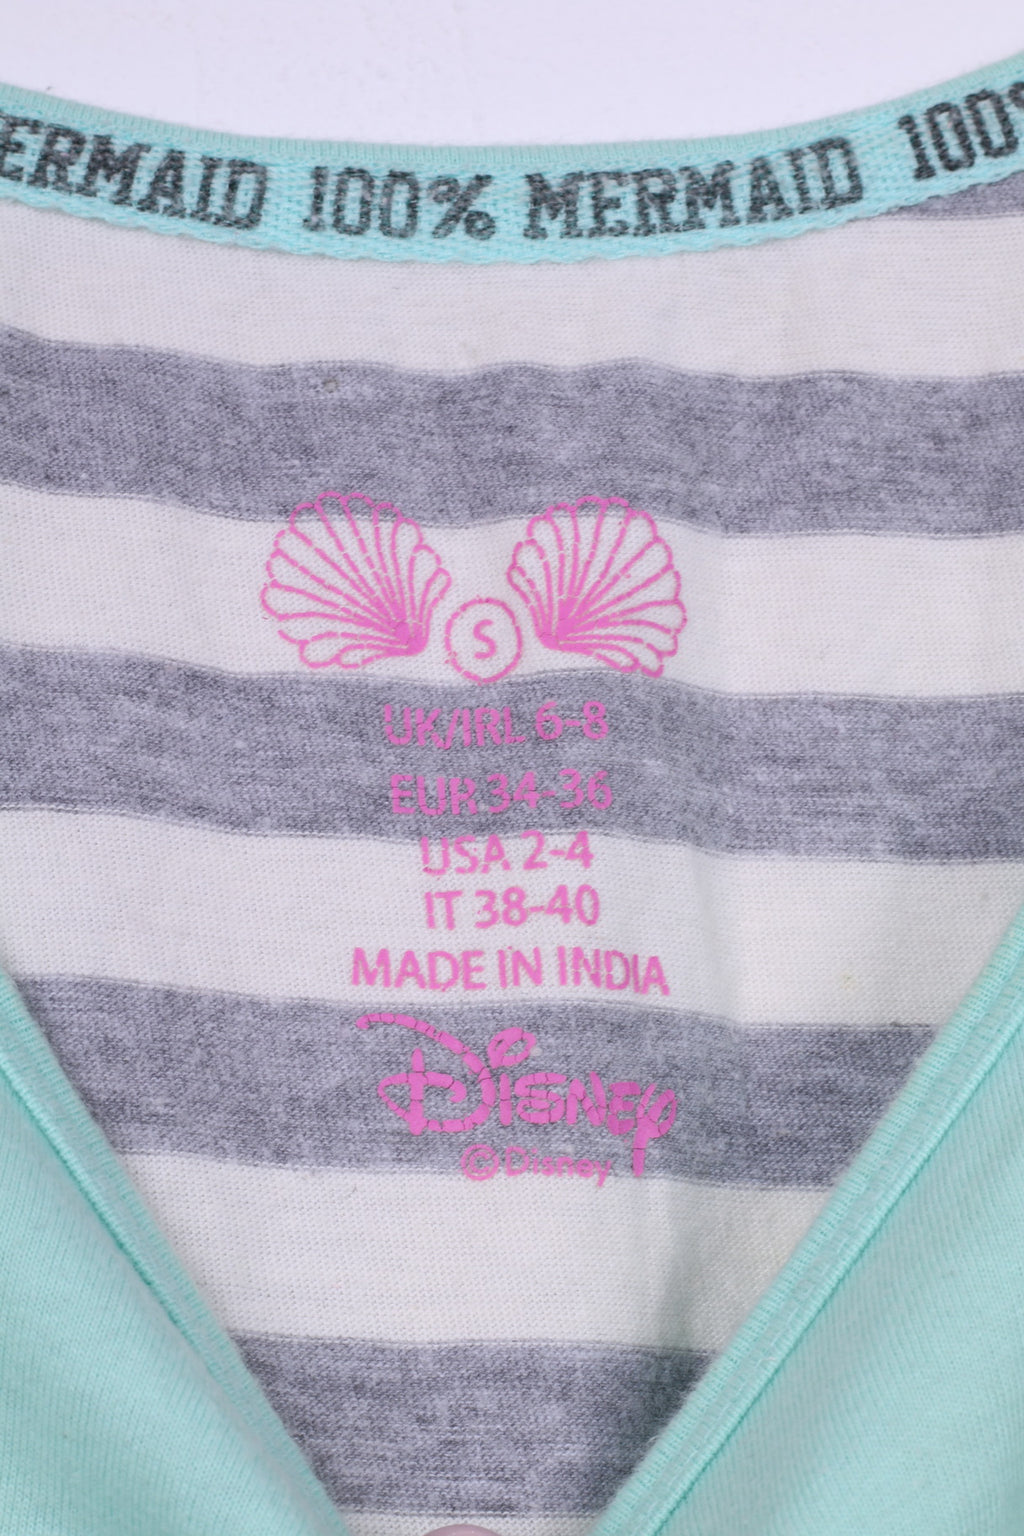 ERMAID 100% MERMAID 100%
S
UK/IRL 6-8
EUR 34-36
USA 2-4
IT 38-40
MADE IN INDIA
Disney
© Disney